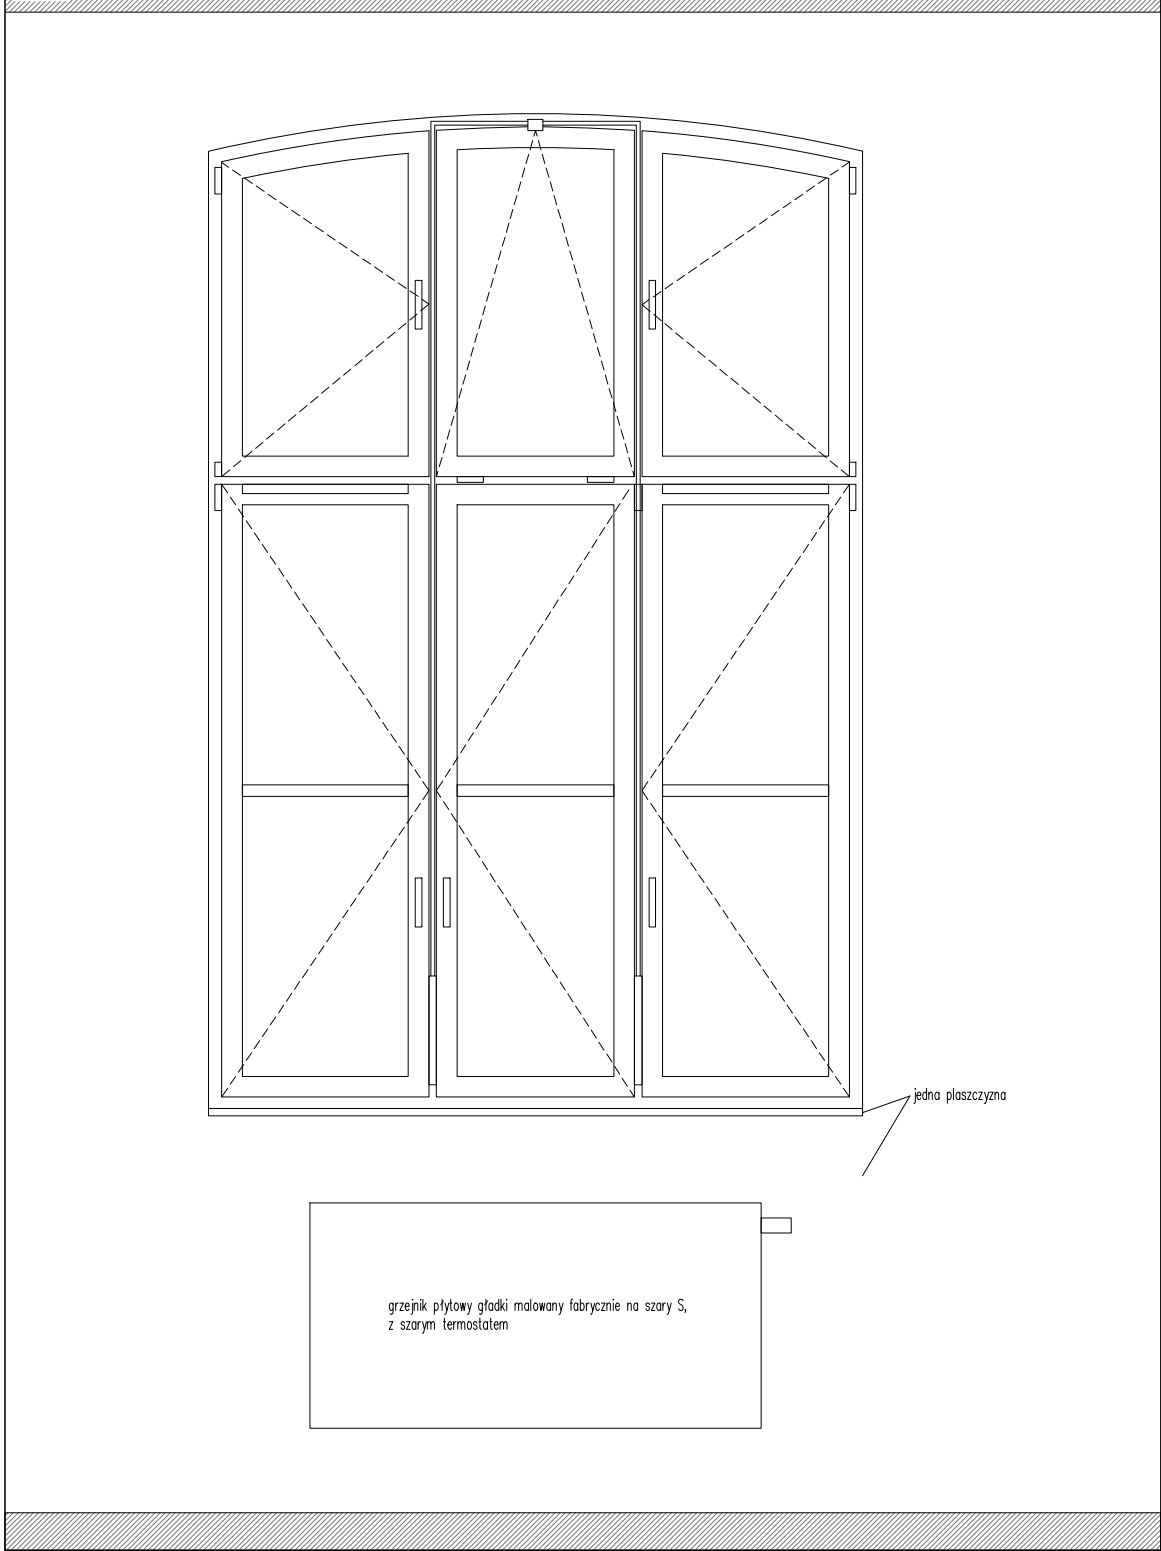 jedna plaszczyzna
grzejnik płytowy gładki malowany fabrycznie na szary S,
z szarym termostatem